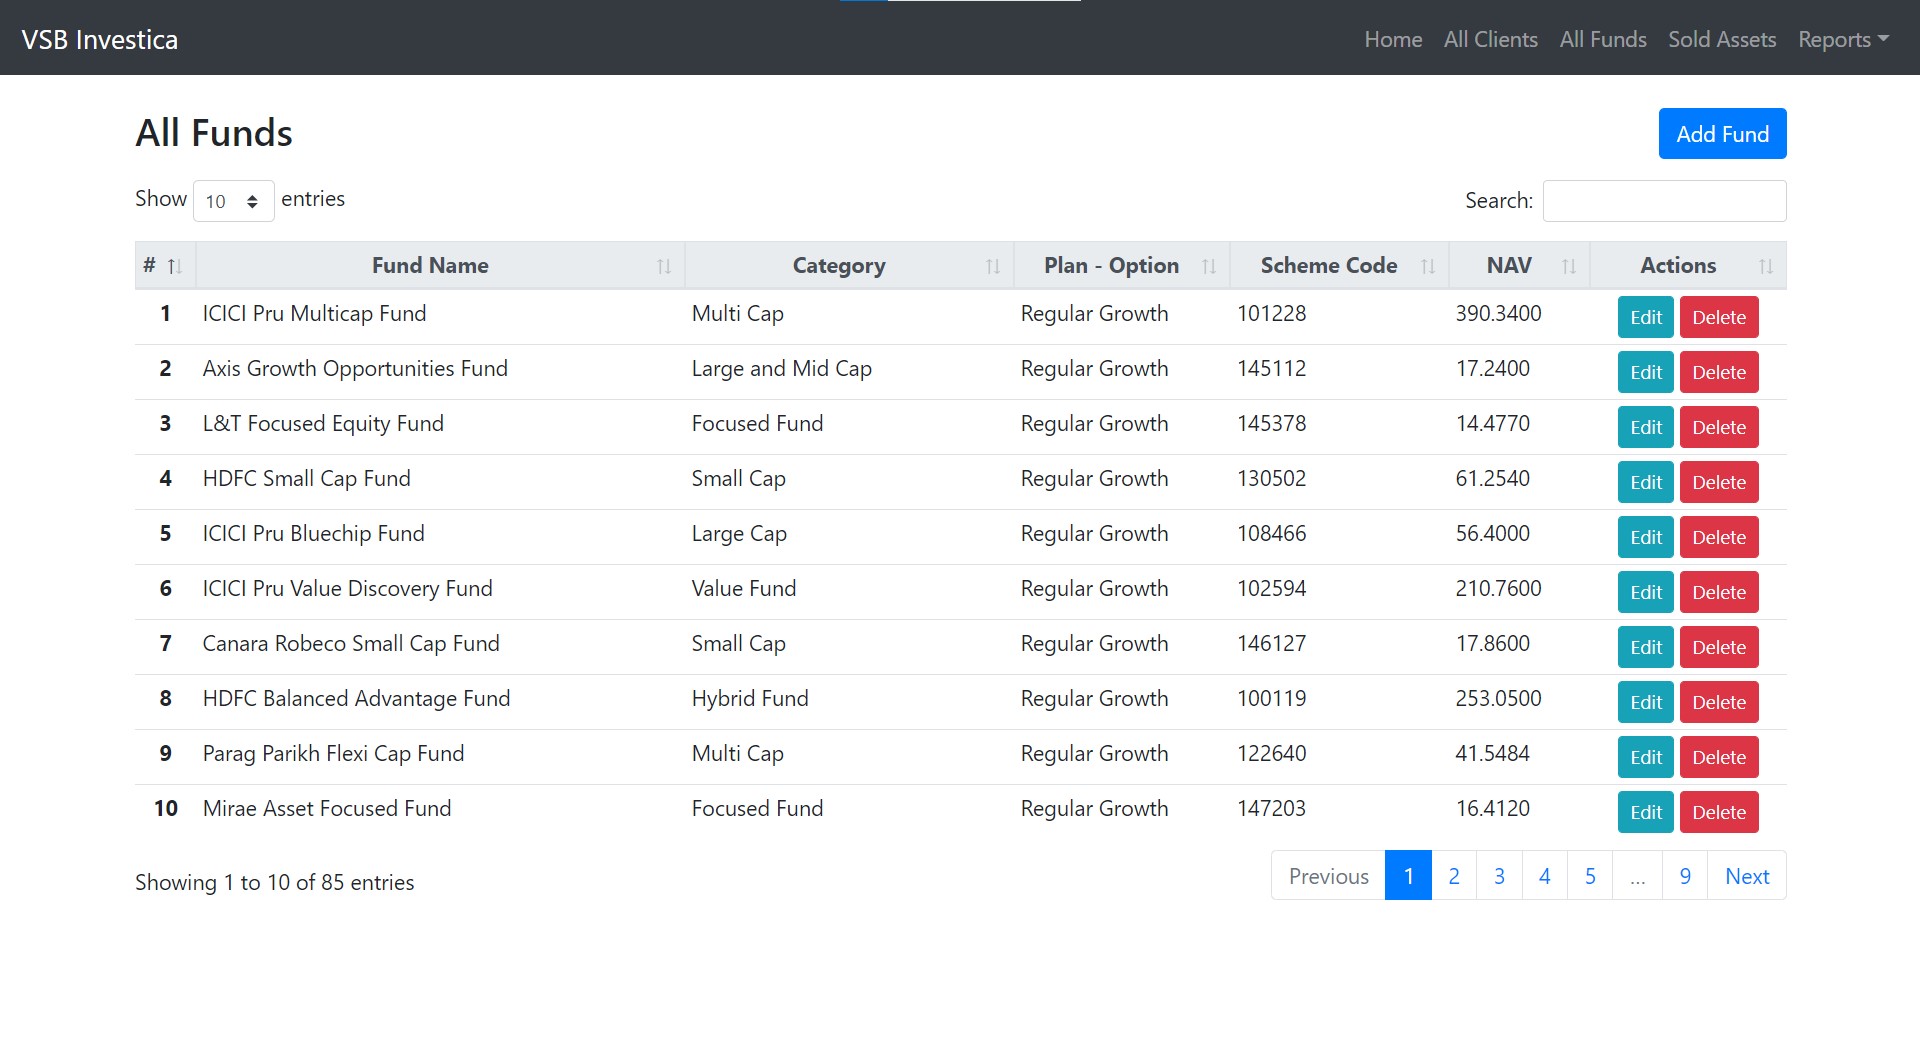 VSB Investica Home All Clients All Funds Sold Assets Reports
All Funds Add Fund
Show 10 entries Search:
# Fund Name Category Plan - Option Scheme Code NAV Actions
1 ICICI Pru Multicap Fund Multi Cap Regular Growth 101228 390.3400 Edit Delete
2 Axis Growth Opportunities Fund Large and Mid Cap Regular Growth 145112 17.2400 Edit Delete
3 L&T Focused Equity Fund Focused Fund Regular Growth 145378 14.4770 Edit Delete
4 HDFC Small Cap Fund Small Cap Regular Growth 130502 61.2540 Edit Delete
5 ICICI Pru Bluechip Fund Large Cap Regular Growth 108466 56.4000 Edit Delete
6 ICICI Pru Value Discovery Fund Value Fund Regular Growth 102594 210.7600 Edit Delete
7 Canara Robeco Small Cap Fund Small Cap Regular Growth 146127 17.8600 Edit Delete
8 HDFC Balanced Advantage Fund Hybrid Fund Regular Growth 100119 253.0500 Edit Delete
9 Parag Parikh Flexi Cap Fund Multi Cap Regular Growth 122640 41.5484 Edit Delete
10 Mirae Asset Focused Fund Focused Fund Regular Growth 147203 16.4120 Edit Delete
Showing 1 to 10 of 85 entries Previous 1 2 3 4 5 ... 9 Next